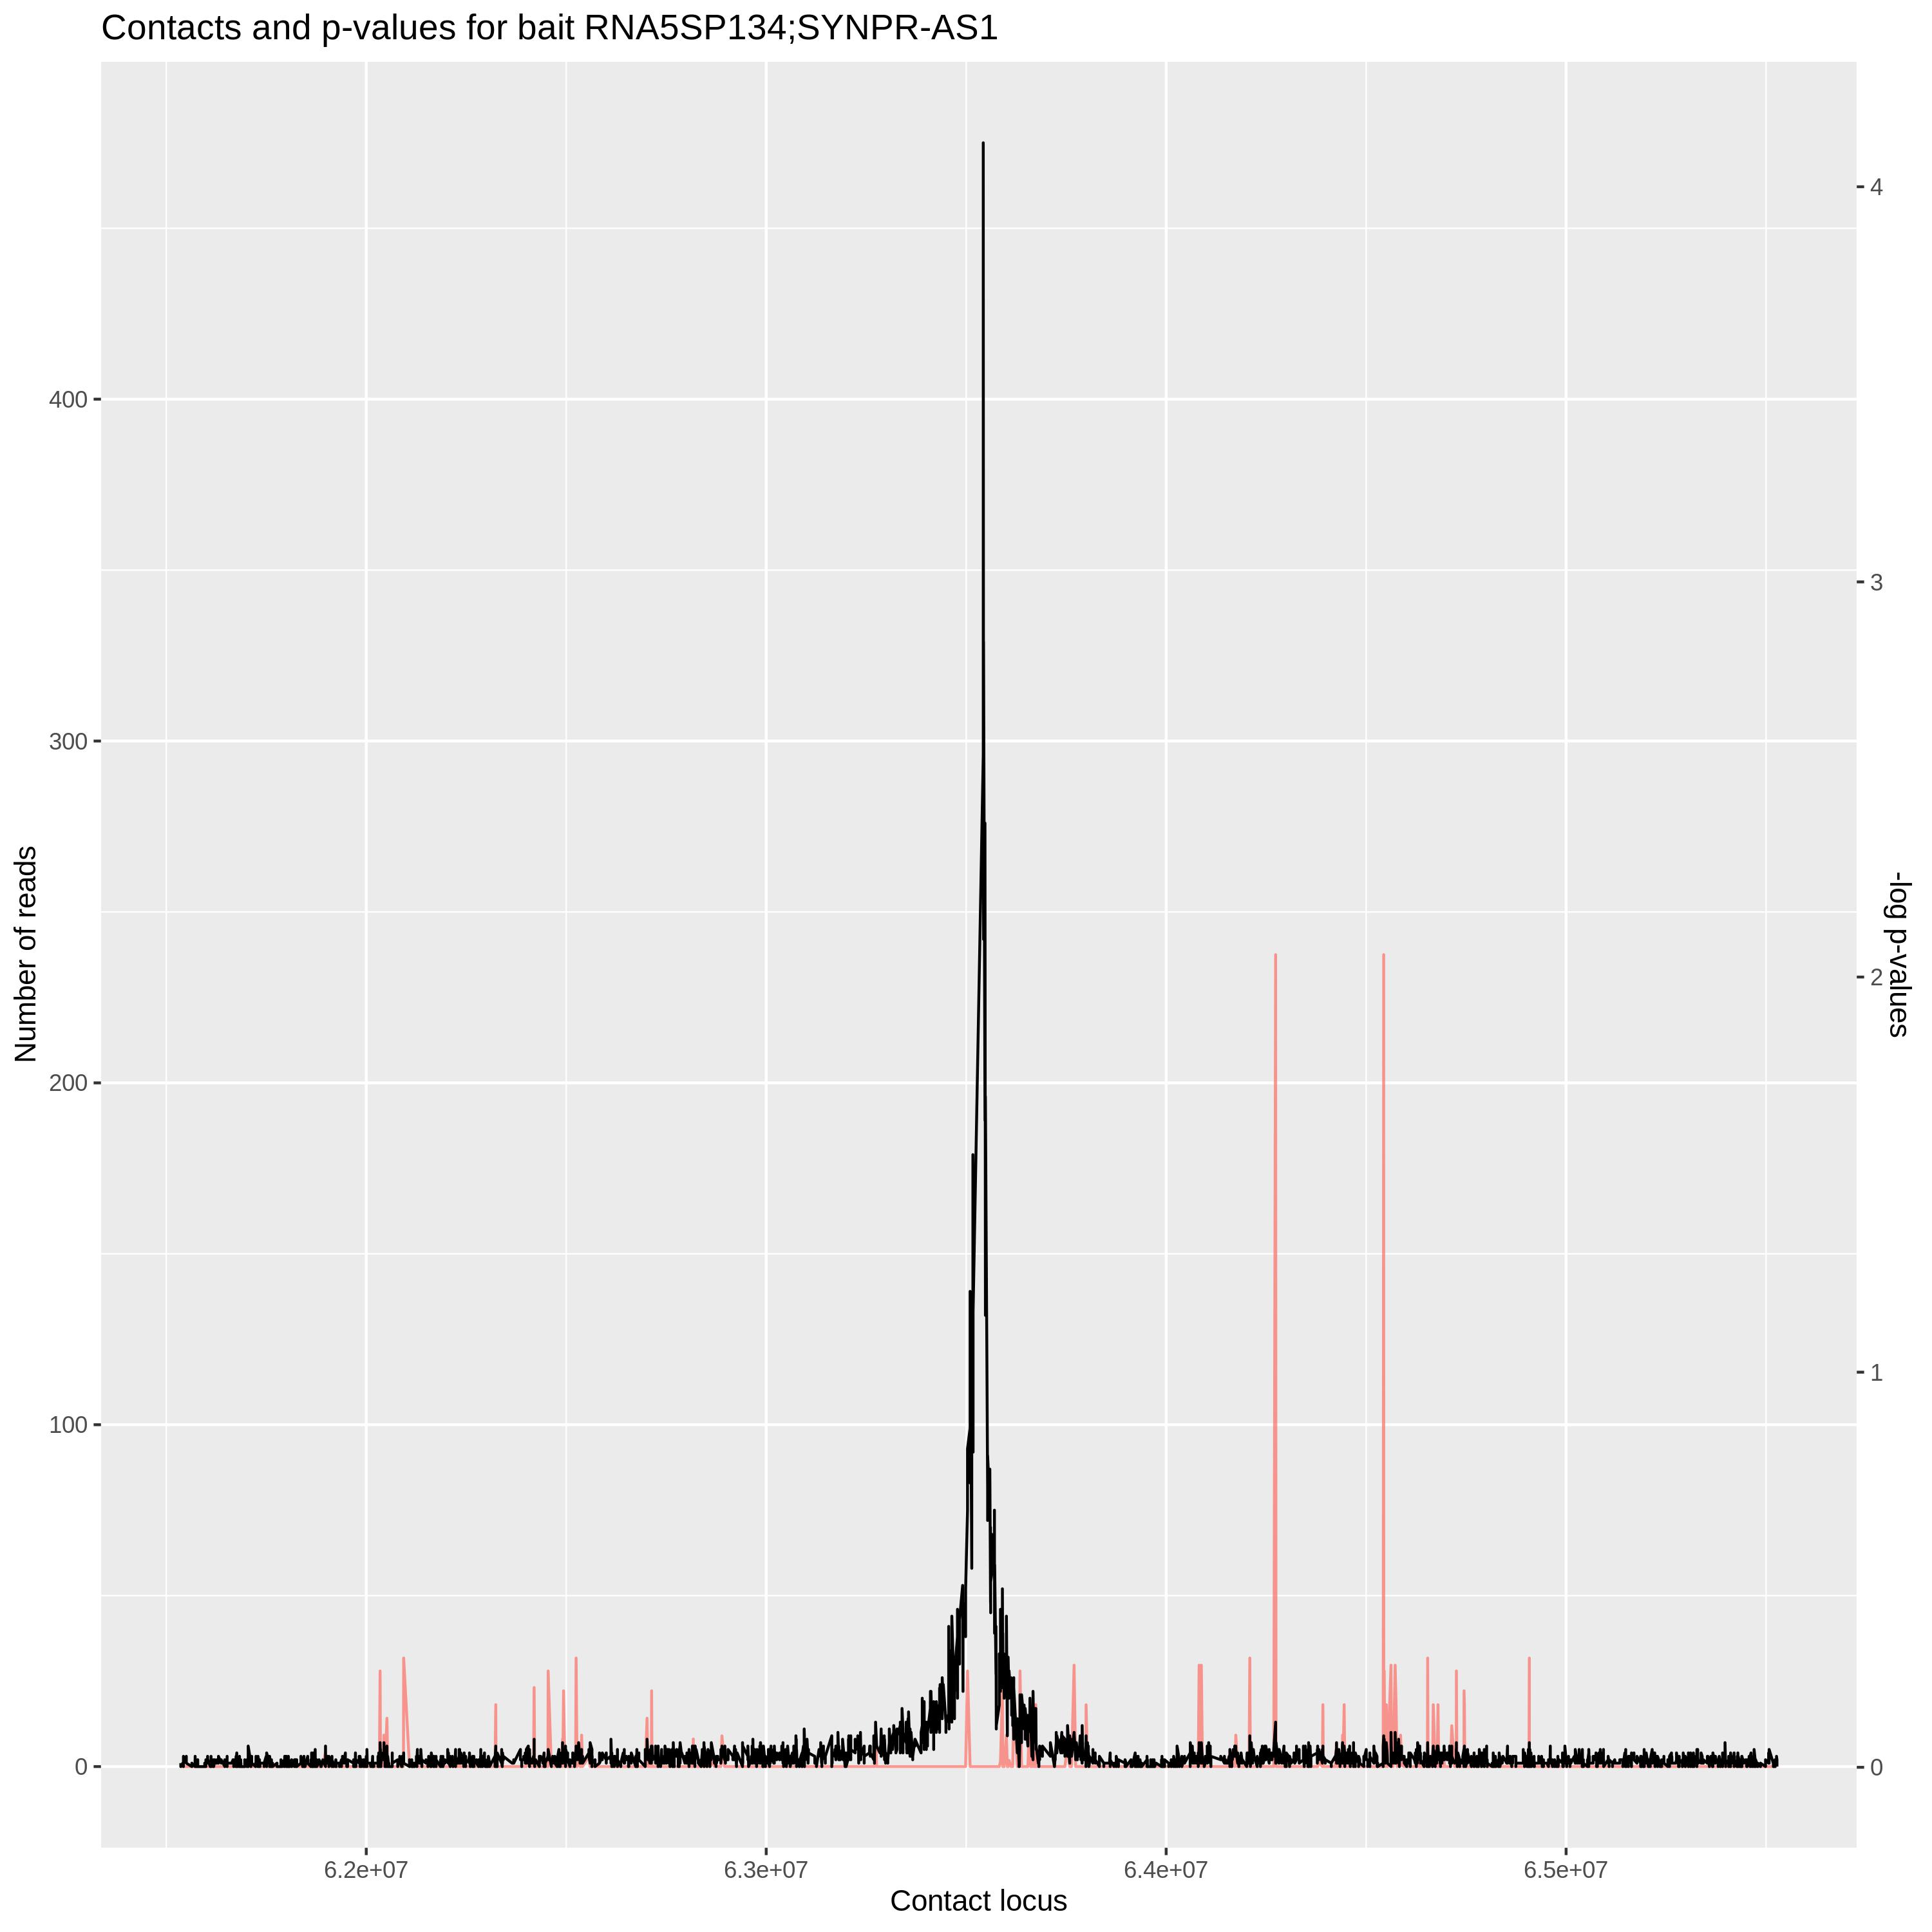 Contacts and p-values for bait RNA5SP134;SYNPR-AS1
Number of reads
400
300
200
100
0
4
3
2
1
0
-log p-values
6.2e+07 6.3e+07 6.4e+07 6.5e+07
Contact locus